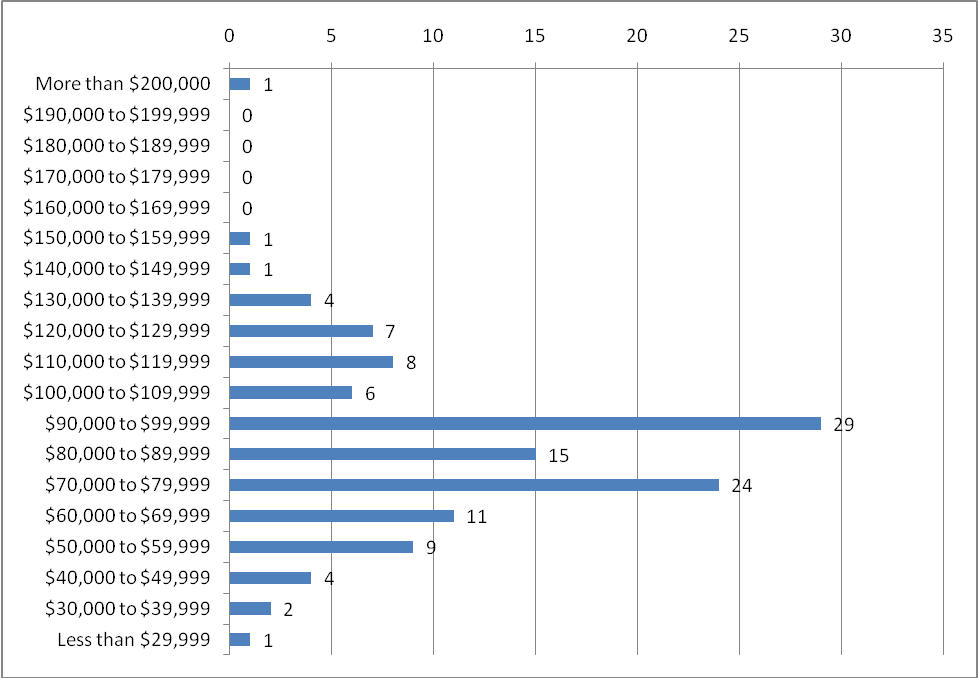 0 5 10 15 20 25 30 35
More than $200,000 1
$190,000 to $199,999 0
$180,000 to $189,999 0
$170,000 to $179,999 0
$160,000 to $169,999 0
$150,000 to $159,999 1
$140,000 to $149,999 1
$130,000 to $139,999 4
$120,000 to $129,999 7
$110,000 to $119,999 8
$100,000 to $109,999 6
$90,000 to $99,999 29
$80,000 to $89,999 15
$70,000 to $79,999 24
$60,000 to $69,999 11
$50,000 to $59,999 9
$40,000 to $49,999 4
$30,000 to $39,999 2
Less than $29,999 1